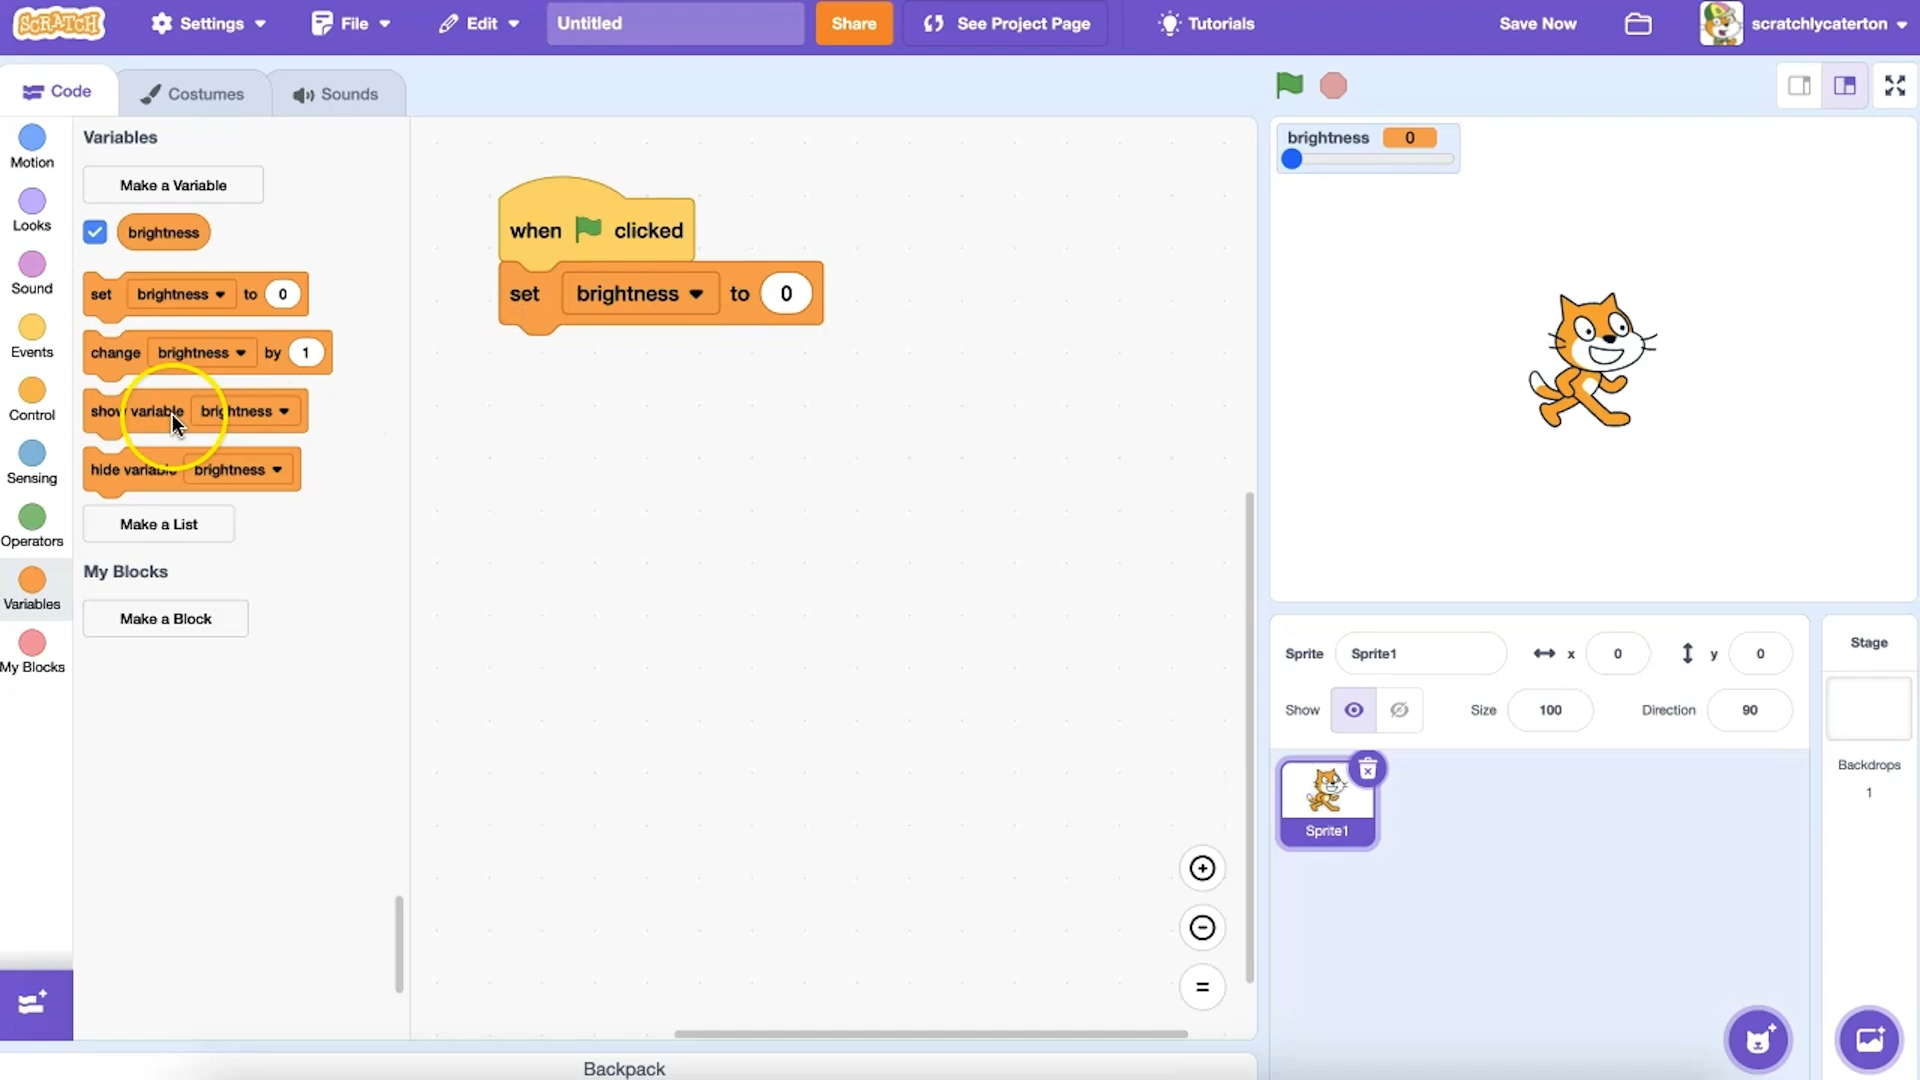 SCRATCH
Settings
File
Edit
Untitled
Share
See Project Page
Tutorials
Save Now
scratchlycaterton
Code
Costumes
Sounds
Motion
Looks
Sound
Events
Control
Sensing
Operators
Variables
My Blocks
Variables
Make a Variable
brightness
set brightness to 0
change brightness by 1
show variable brightness
hide variable brightness
Make a List
My Blocks
Make a Block
when clicked
set brightness to 0
brightness 0
Sprite Sprite1 x 0 y 0
Show Size 100 Direction 90
Sprite1
Stage
Backdrops
1
Backpack